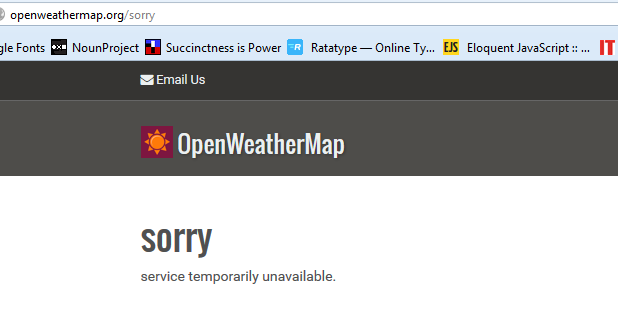 openweathermap.org/sorry
gle Fonts NounProject Succinctness is Power Ratatype — Online Ty... EJS Eloquent JavaScript :: ... IT
Email Us
OpenWeatherMap
sorry
service temporarily unavailable.